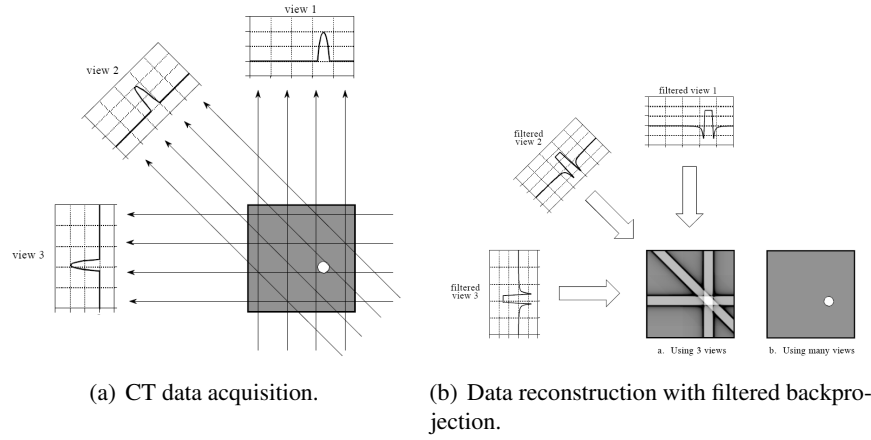 view 1
view 2
view 3
(a) CT data acquisition.
filtered view 1
filtered
view 2
filtered
view 3
a. Using 3 views
b. Using many views
(b) Data reconstruction with filtered backpro-
jection.